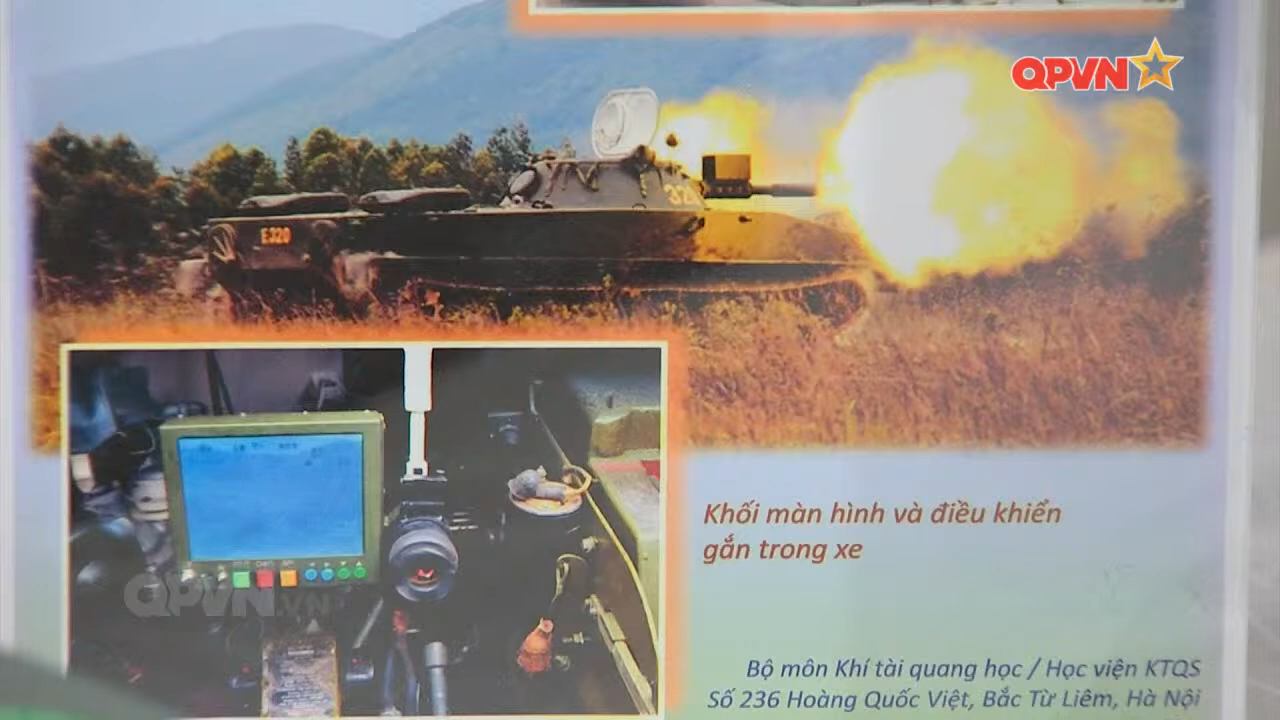 QPVN
E320
320
Khối màn hình và điều khiển
gắn trong xe
QPVN.VN
Bộ môn Khí tài quang học / Học viện KTQS
Số 236 Hoàng Quốc Việt, Bắc Từ Liêm, Hà Nội